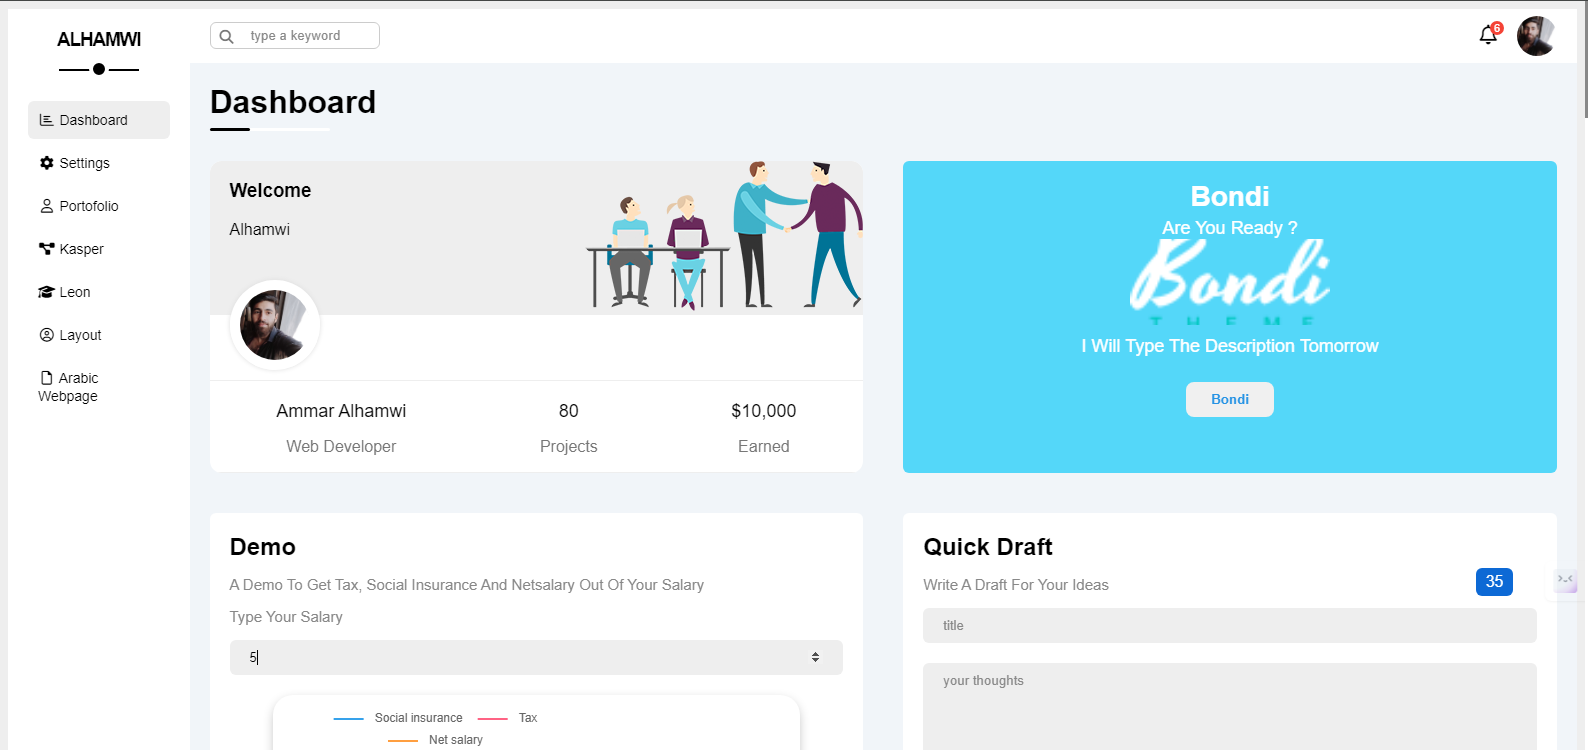 ALHAMWI
Dashboard
Settings
Portofolio
Kasper
Leon
Layout
Arabic
Webpage
type a keyword
6
Dashboard
Welcome
Alhamwi
Ammar Alhamwi
Web Developer
80
Projects
$10,000
Earned
Bondi
Are You Ready ?
Bondi
THEME
I Will Type The Description Tomorrow
Bondi
Demo
A Demo To Get Tax, Social Insurance And Netsalary Out Of Your Salary
Type Your Salary
5
Social insurance
Tax
Net salary
Quick Draft
Write A Draft For Your Ideas
35
title
your thoughts